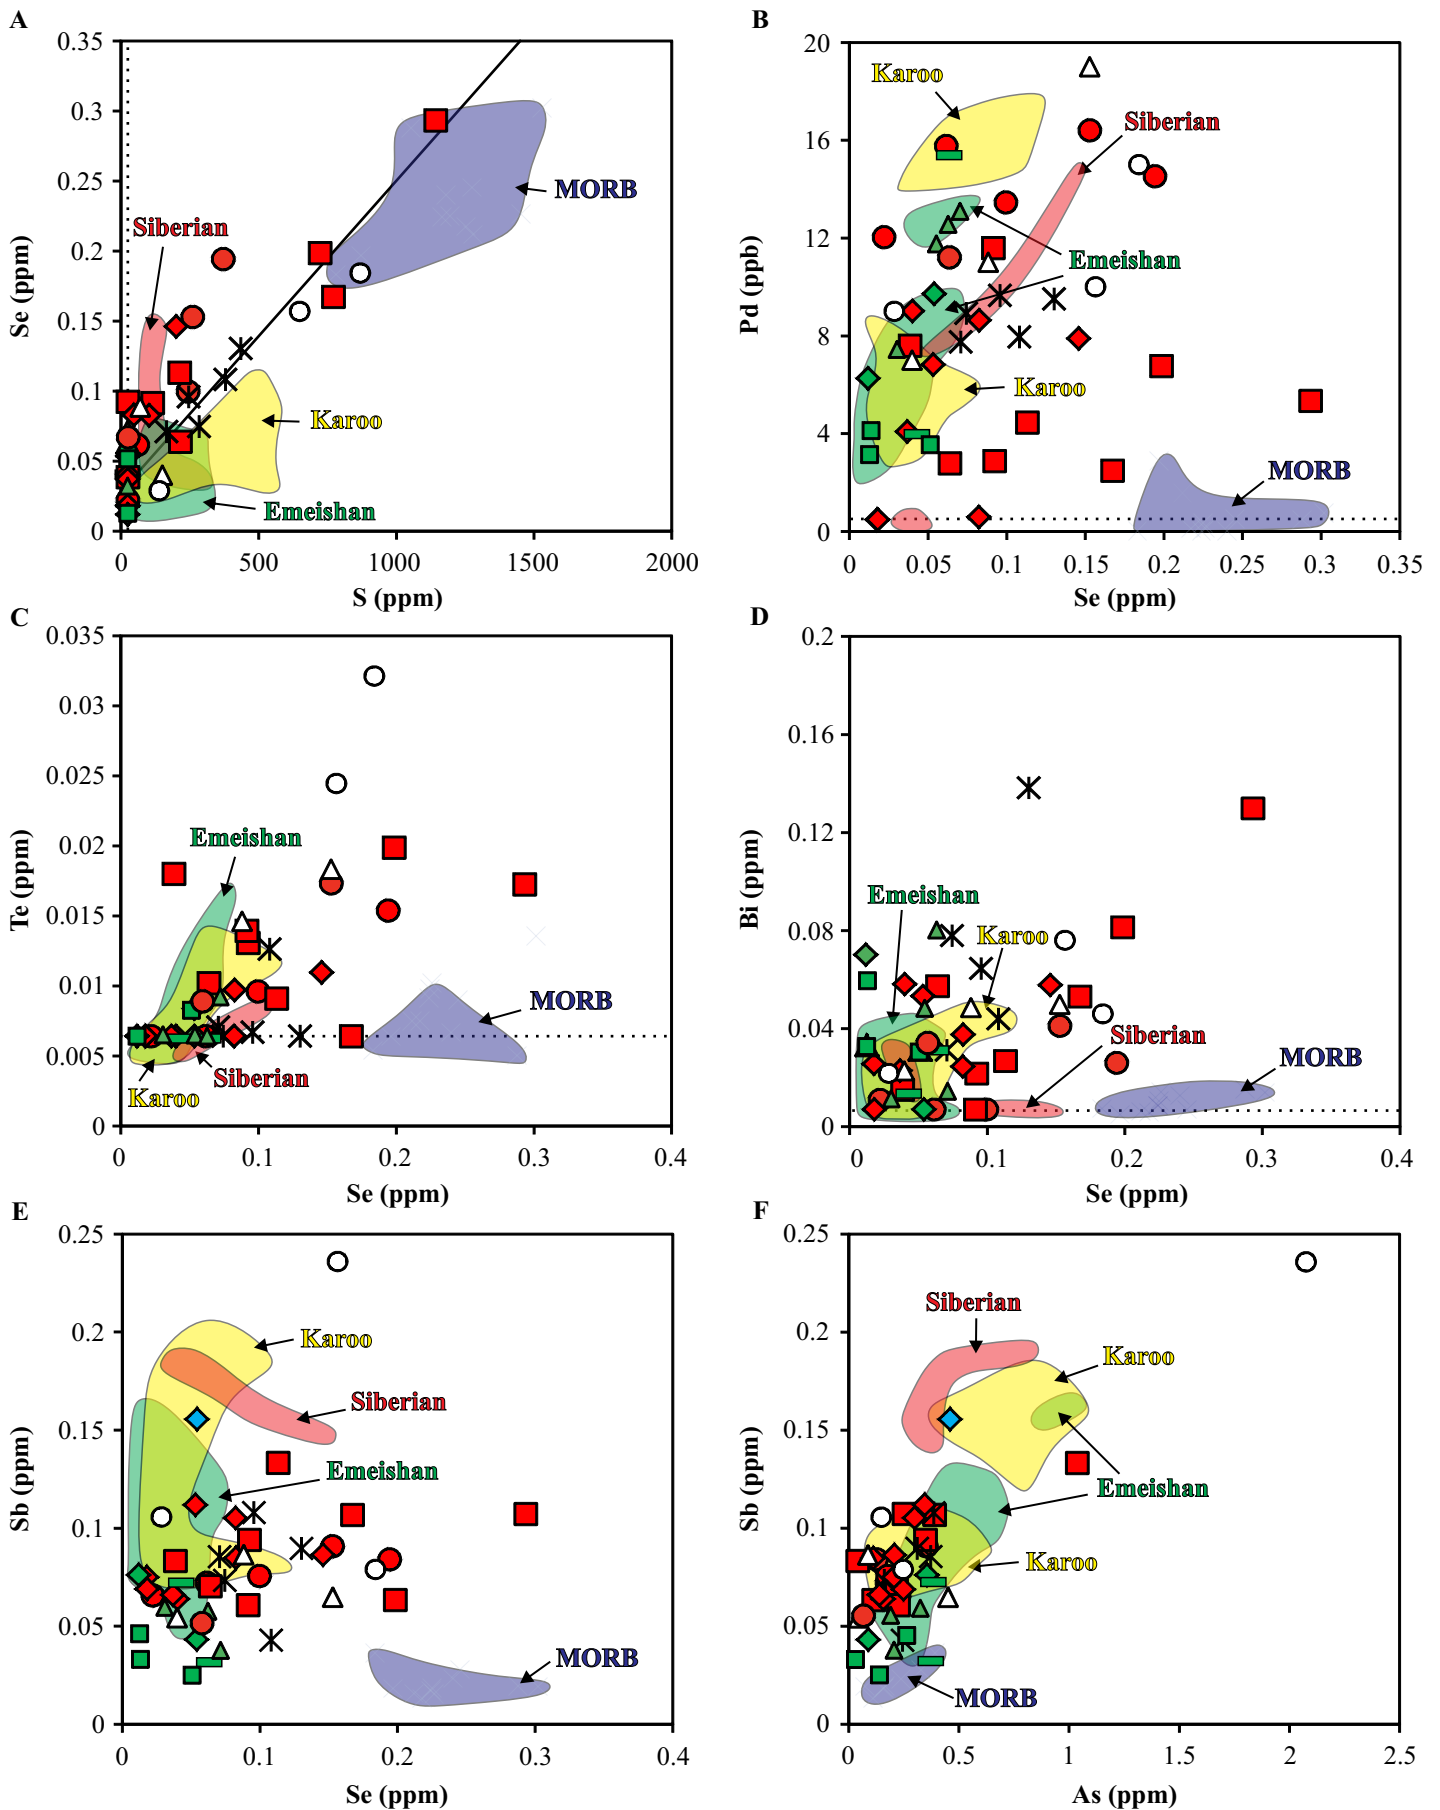 A
0.35
0.3
0.25
0.2
0.15
0.1
0.05
0
Se (ppm)
Siberian
MORB
Karoo
Emeishan
0
500
1000
1500
2000
S (ppm)
B
20
16
12
8
4
0
Pd (ppb)
Karoo
Siberian
Emeishan
Karoo
MORB
0
0.05
0.1
0.15
0.2
0.25
0.3
0.35
Se (ppm)
C
0.035
0.03
0.025
0.02
0.015
0.01
0.005
0
Te (ppm)
Emeishan
MORB
Siberian
Karoo
0
0.1
0.2
0.3
0.4
Se (ppm)
D
0.2
0.16
0.12
0.08
0.04
0
Bi (ppm)
Emeishan
Karoo
Siberian
MORB
0
0.1
0.2
0.3
0.4
Se (ppm)
E
0.25
0.2
0.15
0.1
0.05
0
Sb (ppm)
Karoo
Siberian
Emeishan
MORB
0
0.1
0.2
0.3
0.4
Se (ppm)
F
0.25
0.2
0.15
0.1
0.05
0
Sb (ppm)
Siberian
Karoo
Emeishan
Karoo
MORB
0
0.5
1
1.5
2
2.5
As (ppm)